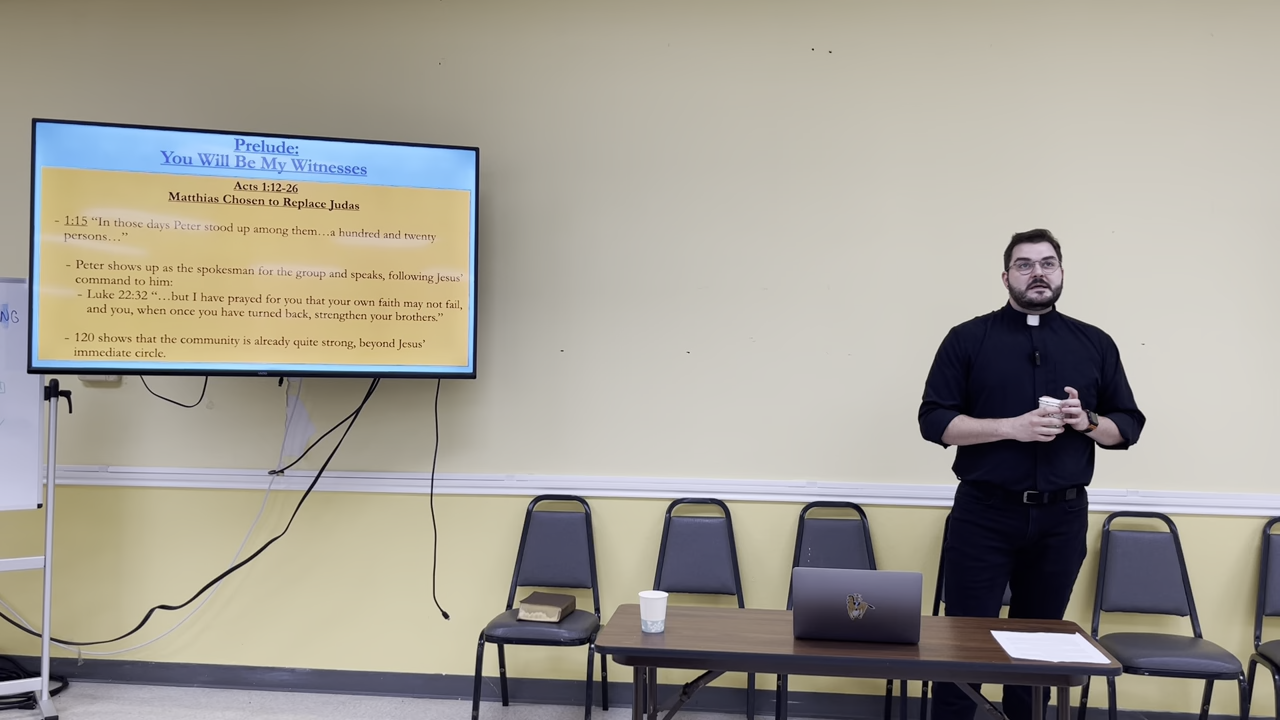 Prelude:
You Will Be My Witnesses
Acts 1:12-26
Matthias Chosen to Replace Judas
- 1:15 “In those days Peter stood up among them…a hundred and twenty
persons…”
- Peter shows up as the spokesman for the group and speaks, following Jesus’
command to him:
- Luke 22:32 “…but I have prayed for you that your own faith may not fail,
and you, when once you have turned back, strengthen your brothers.”
- 120 shows that the community is already quite strong, beyond Jesus’
immediate circle.
NG